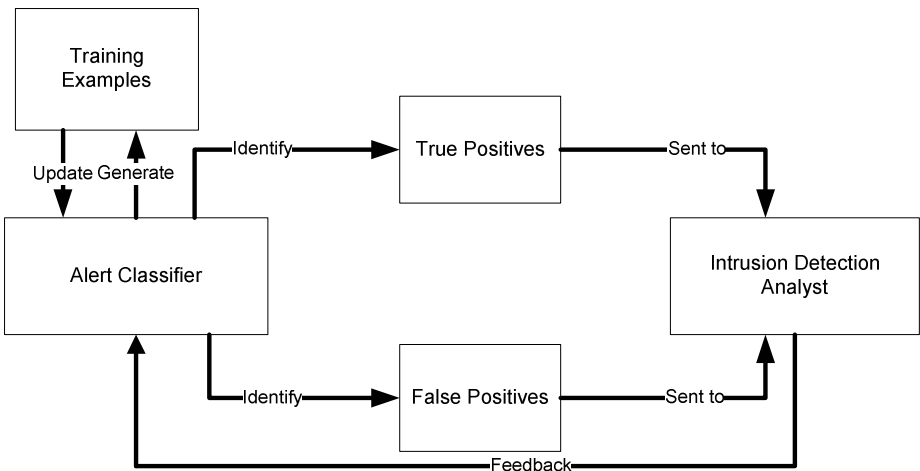 Training
Examples
Update
Generate
Identify
True Positives
Sent to
Alert Classifier
Intrusion Detection
Analyst
Identify
False Positives
Sent to
Feedback